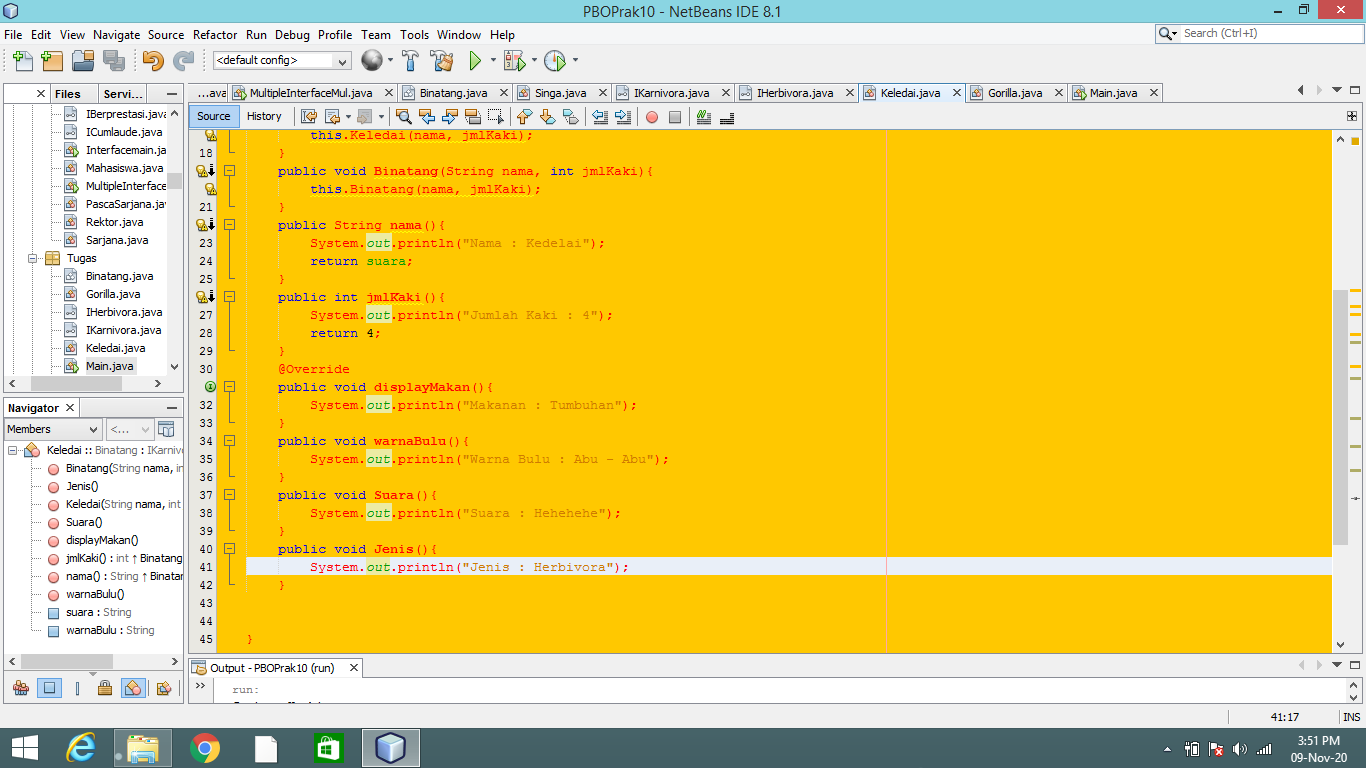 PBOPrak10 - NetBeans IDE 8.1
File Edit View Navigate Source Refactor Run Debug Profile Team Tools Window Help
Search (Ctrl+I)
<default config>
Files Servi...
...ava MultipleInterfaceMul.java Binatang.java Singa.java IKarnivora.java IHerbivora.java Keledai.java Gorilla.java Main.java
IBerprestasi.java
ICumlaude.java
Interfacemain.ja
Mahasiswa.java
MultipleInterface
PascaSarjana.jav
Rektor.java
Sarjana.java
Tugas
Binatang.java
Gorilla.java
IHerbivora.java
IKarnivora.java
Keledai.java
Main.java
Navigator
Members <...
Keledai :: Binatang : IKarnivo
Binatang(String nama, in
Jenis()
Keledai(String nama, int
Suara()
displayMakan()
jmlKaki() : int ↑ Binatang
nama() : String ↑ Binatan
warnaBulu()
suara : String
warnaBulu : String
Source History
this.Keledai(nama, jmlKaki);
18 }
public void Binatang(String nama, int jmlKaki){
this.Binatang(nama, jmlKaki);
21 }
public String nama(){
23 System.out.println("Nama : Kedelai");
24 return suara;
25 }
public int jmlKaki(){
27 System.out.println("Jumlah Kaki : 4");
28 return 4;
29 }
30 @Override
public void displayMakan(){
32 System.out.println("Makanan : Tumbuhan");
33 }
34 public void warnaBulu(){
35 System.out.println("Warna Bulu : Abu - Abu");
36 }
37 public void Suara(){
38 System.out.println("Suara : Hehehehe");
39 }
40 public void Jenis(){
41 System.out.println("Jenis : Herbivora");
42 }
43
44
45 }
Output - PBOPrak10 (run)
run:
41:17 INS
3:51 PM
09-Nov-20